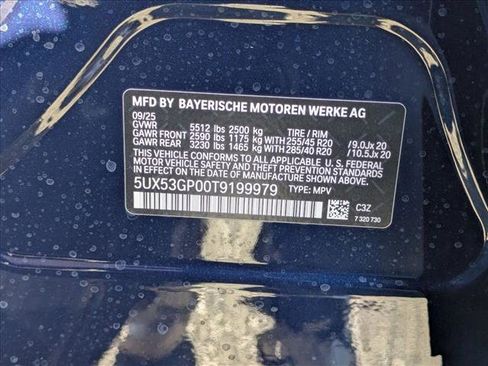 MFD BY BAYERISCHE MOTOREN WERKE AG
09/25
GVWR 5512 lbs 2500 kg TIRE / RIM
GAWR FRONT 2590 lbs 1175 kg WITH 255/45 R20 /9.0Jx 20
GAWR REAR 3230 lbs 1465 kg WITH 285/40 R20 /10.5Jx 20
THIS VEHICLE CONFORMS TO ALL APPLICABLE U. S. FEDERAL
MOTOR VEHICLE SAFETY AND THEFT PREVENTION STANDARDS
IN EFFECT ON THE DATE OF MANUFACTURE SHOWN ABOVE.
5UX53GP00T9199979 TYPE: MPV
C3Z
7 320 730